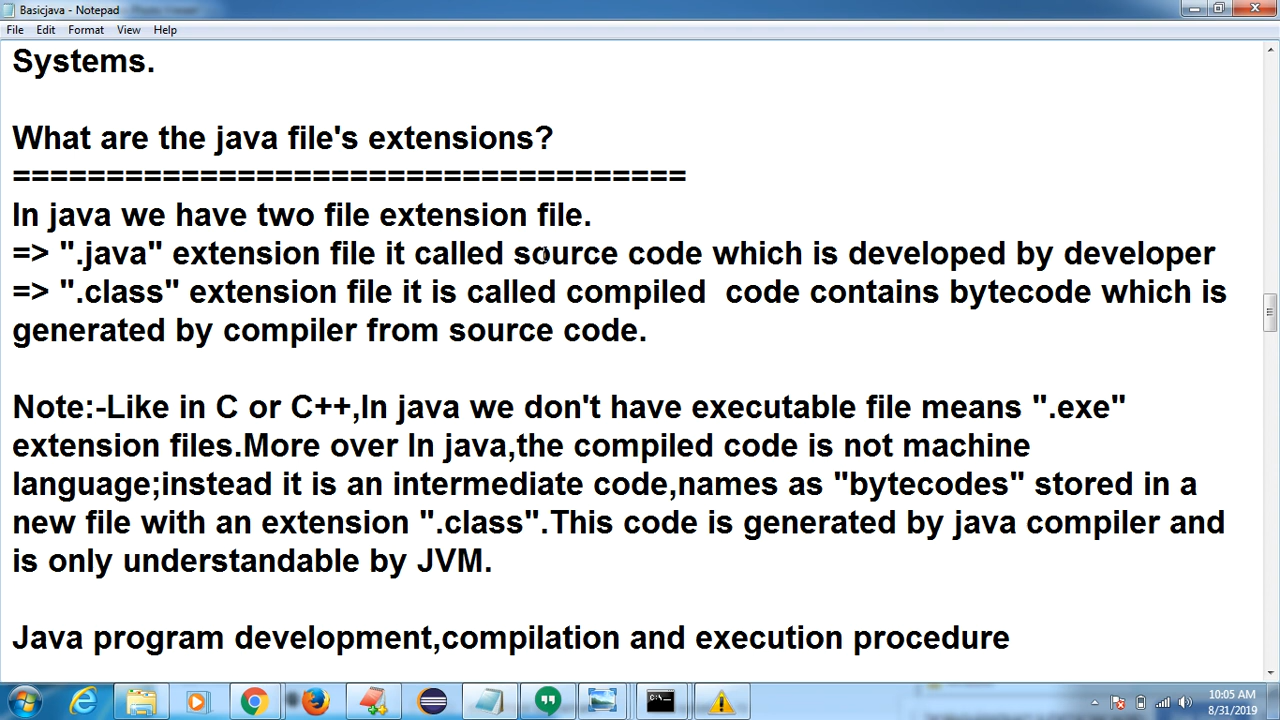 Basicjava - Notepad
File Edit Format View Help
Systems.
What are the java file's extensions?
====================================
In java we have two file extension file.
=> ".java" extension file it called source code which is developed by developer
=> ".class" extension file it is called compiled  code contains bytecode which is
generated by compiler from source code.
Note:-Like in C or C++,In java we don't have executable file means ".exe"
extension files.More over In java,the compiled code is not machine
language;instead it is an intermediate code,names as "bytecodes" stored in a
new file with an extension ".class".This code is generated by java compiler and
is only understandable by JVM.
Java program development,compilation and execution procedure
10:05 AM
8/31/2019